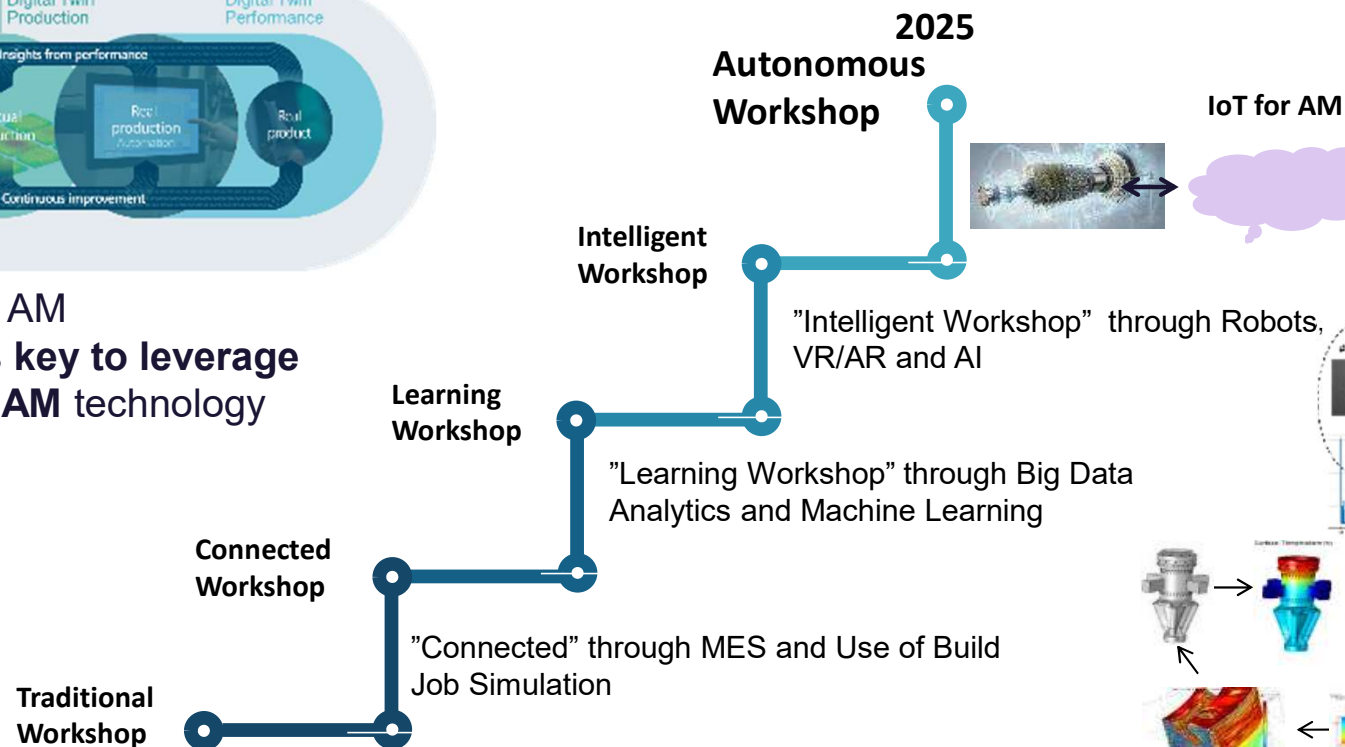 Digital Twin
Production
Digital Twin
Performance
Insights from performance
Real
production
Automation
Real
product
Continuous improvement
AM
key to leverage
AM technology
2025
Autonomous
Workshop
IoT for AM
Intelligent
Workshop
”Intelligent Workshop” through Robots,
VR/AR and AI
Learning
Workshop
”Learning Workshop” through Big Data
Analytics and Machine Learning
Connected
Workshop
”Connected” through MES and Use of Build
Job Simulation
Traditional
Workshop